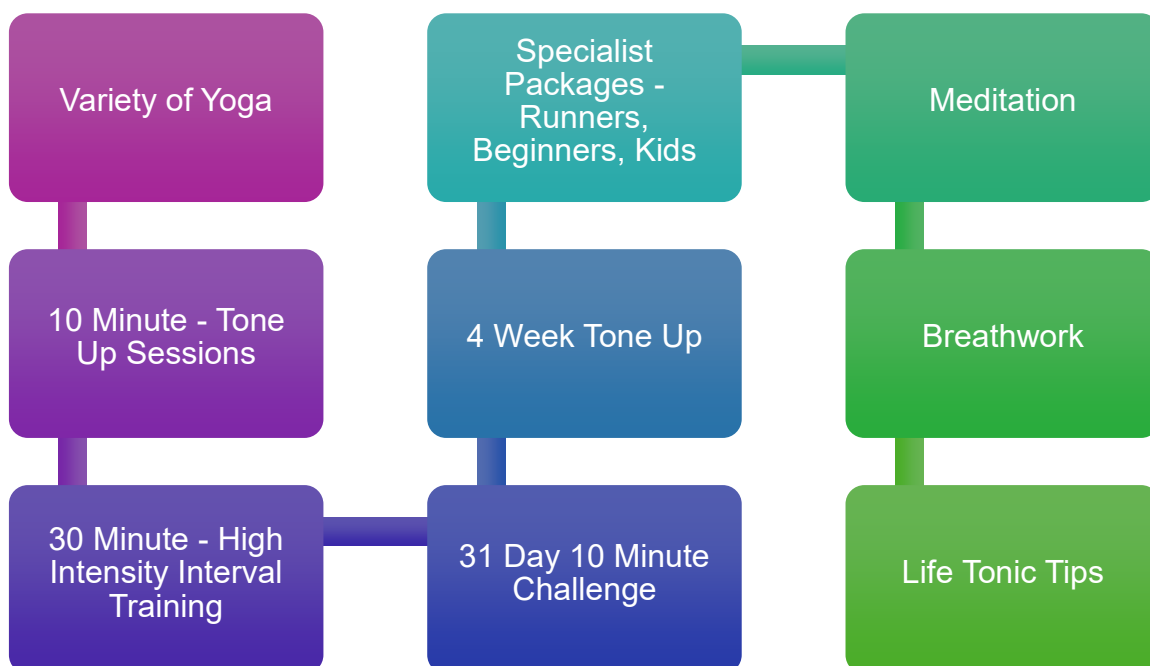 Variety of Yoga
10 Minute - Tone
Up Sessions
30 Minute - High
Intensity Interval
Training
31 Day 10 Minute
Challenge
4 Week Tone Up
Specialist
Packages -
Runners,
Beginners, Kids
Meditation
Breathwork
Life Tonic Tips